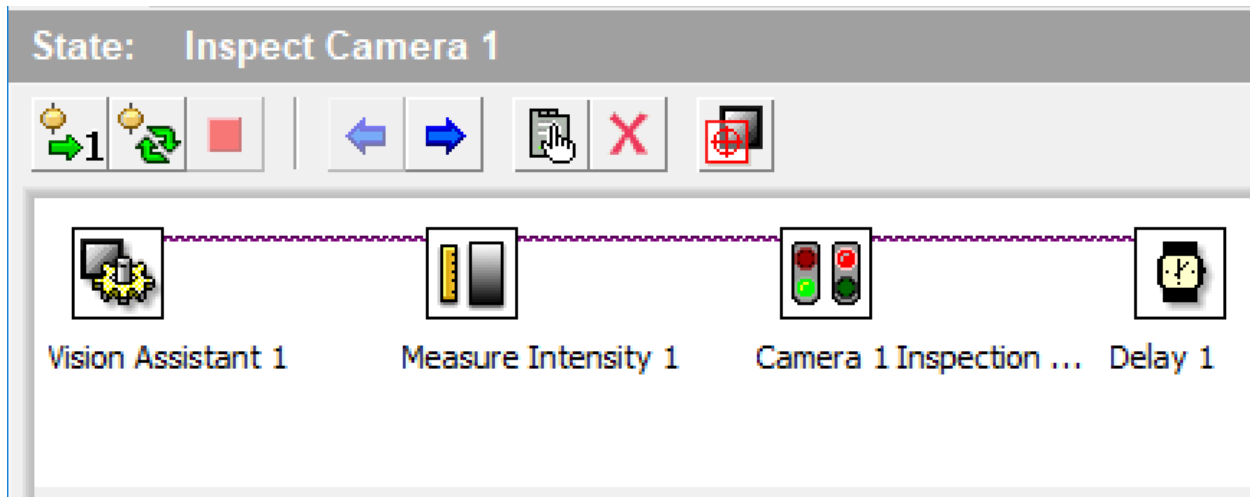 State: Inspect Camera 1
1
Vision Assistant 1 Measure Intensity 1 Camera 1 Inspection ... Delay 1